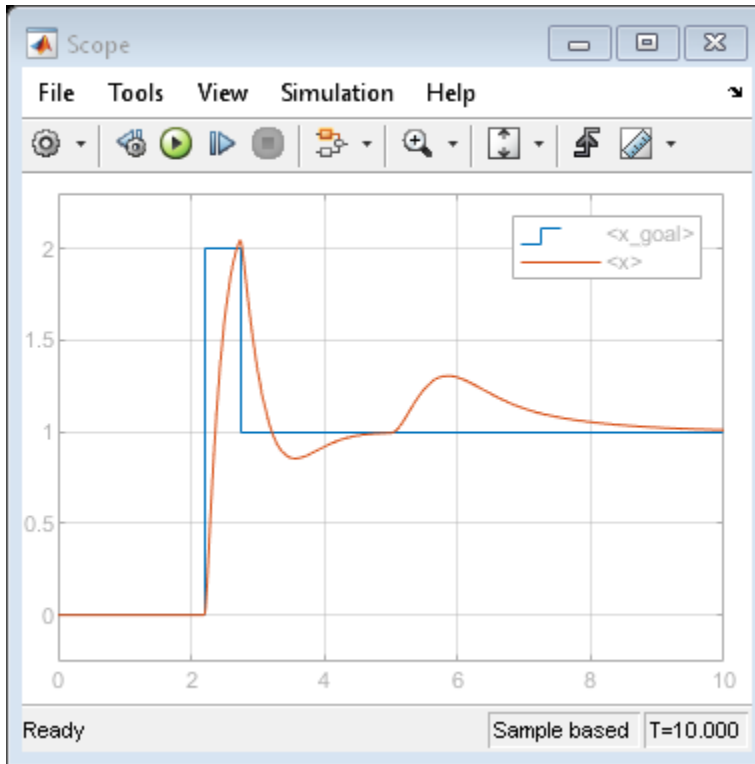 Scope
File Tools View Simulation Help
<x_goal>
<x>
2
1.5
1
0.5
0
0 2 4 6 8 10
Ready Sample based T=10.000